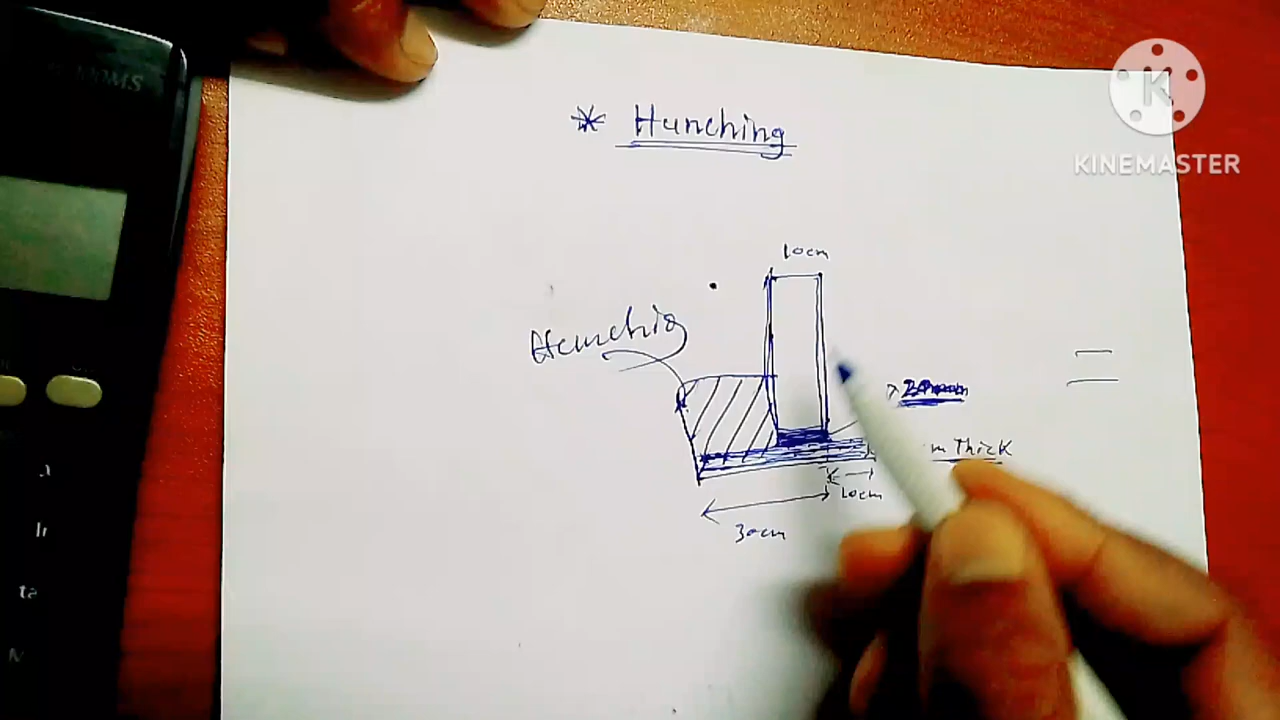 * Hunching
K
KINEMASTER
10cm
Hunchig
m Thick
10cm
30cm